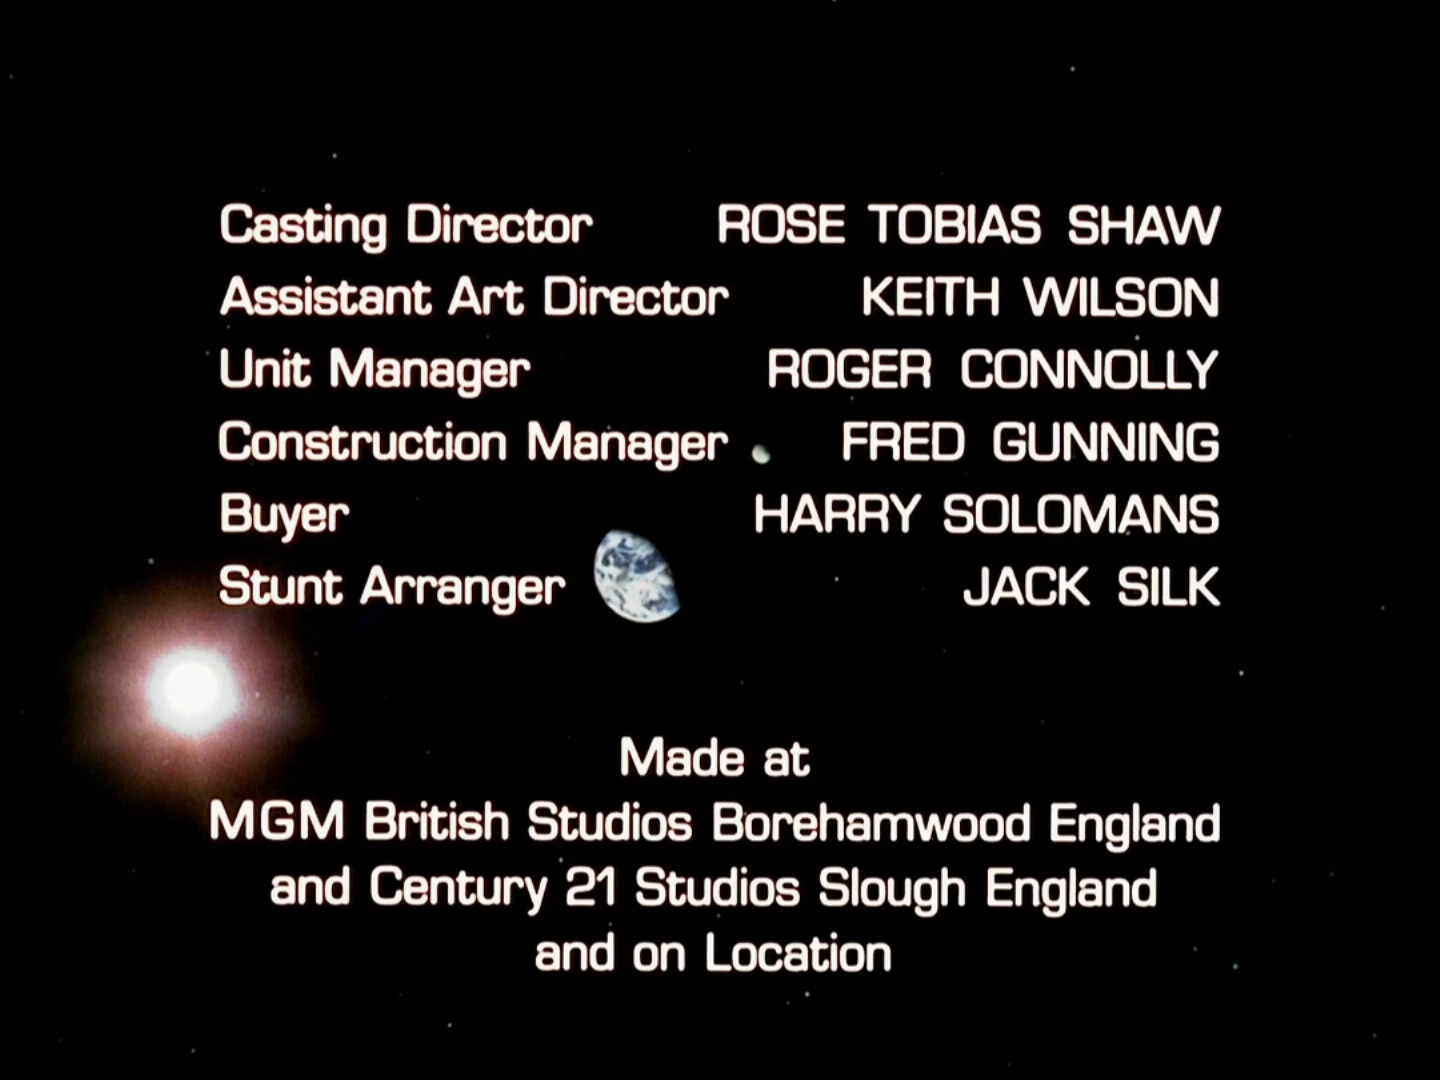 Casting Director ROSE TOBIAS SHAW
Assistant Art Director KEITH WILSON
Unit Manager ROGER CONNOLLY
Construction Manager FRED GUNNING
Buyer HARRY SOLOMANS
Stunt Arranger JACK SILK
Made at
MGM British Studios Borehamwood England
and Century 21 Studios Slough England
and on Location